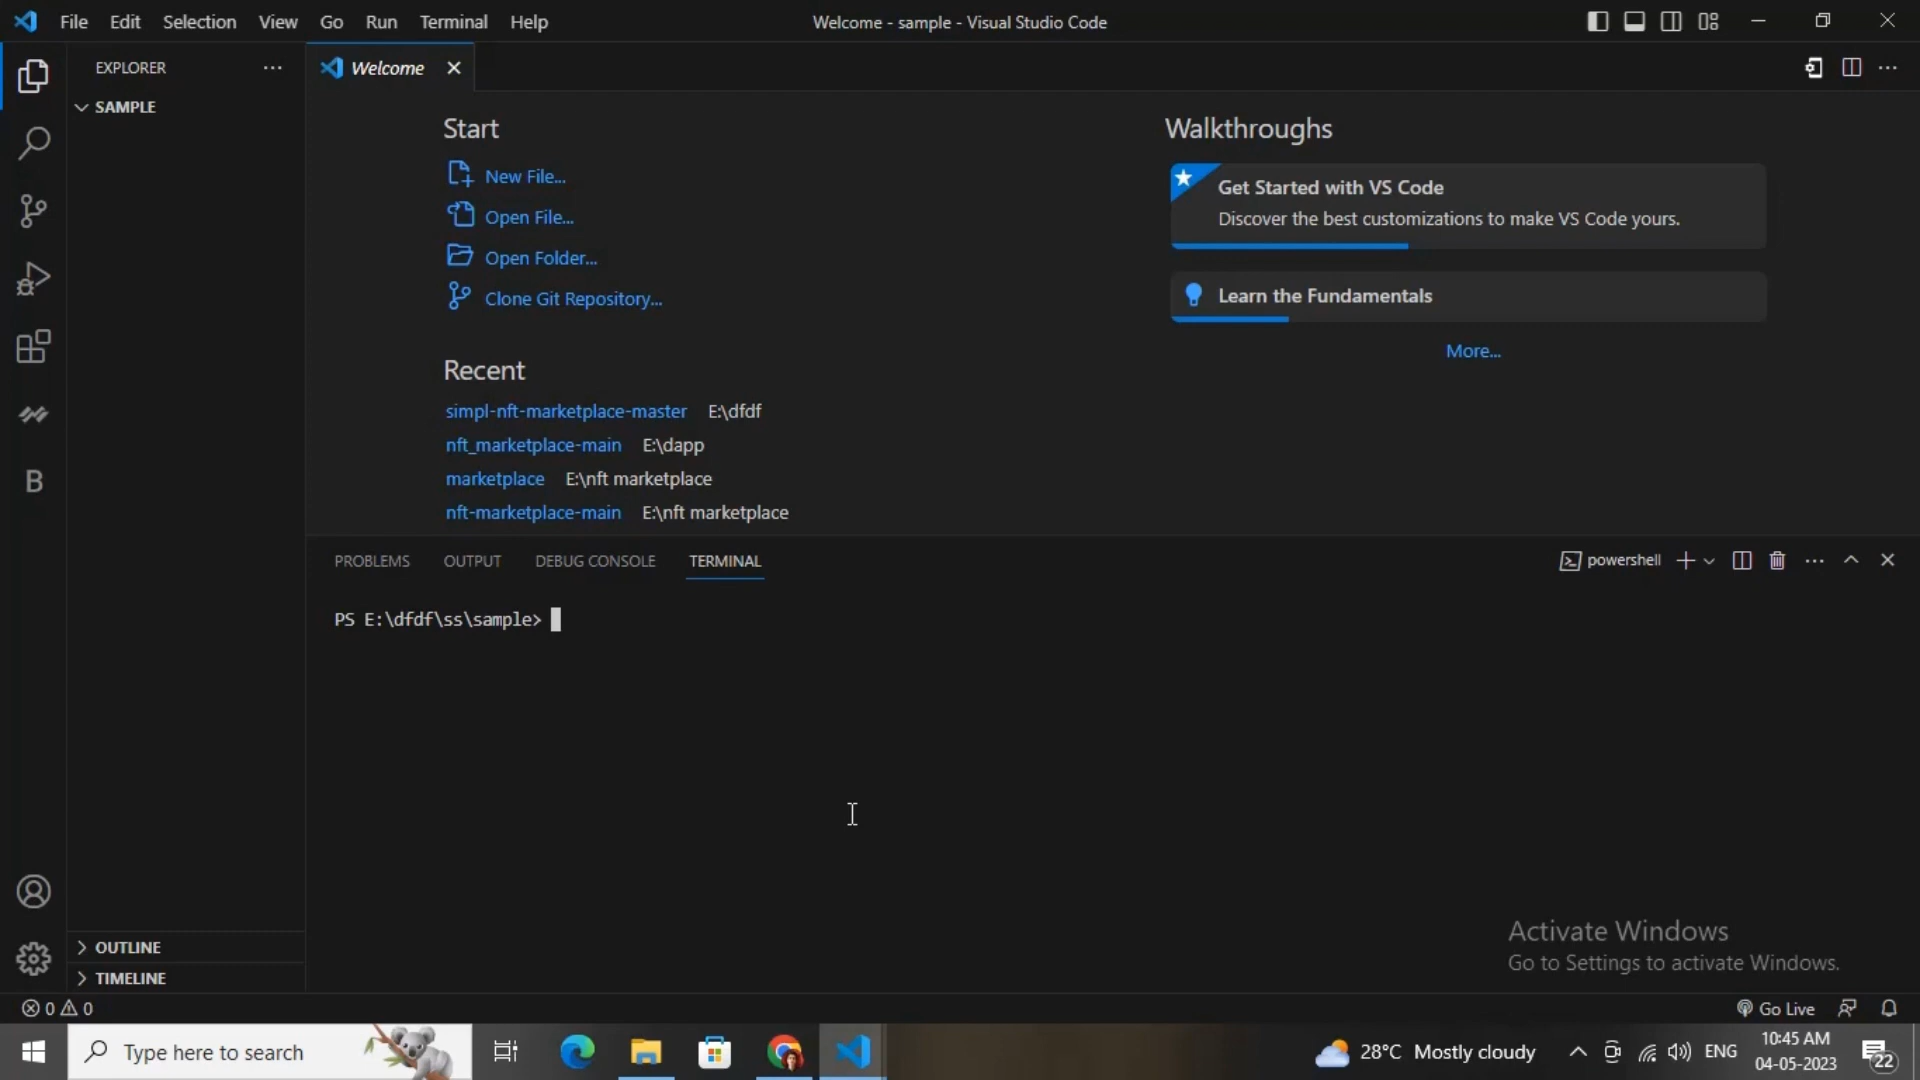 File Edit Selection View Go Run Terminal Help Welcome - sample - Visual Studio Code
EXPLORER
SAMPLE
OUTLINE
TIMELINE
Welcome
Start
New File...
Open File...
Open Folder...
Clone Git Repository...
Recent
simpl-nft-marketplace-master E:\dfdf
nft_marketplace-main E:\dapp
marketplace E:\nft marketplace
nft-marketplace-main E:\nft marketplace
Walkthroughs
Get Started with VS Code
Discover the best customizations to make VS Code yours.
Learn the Fundamentals
More...
PROBLEMS OUTPUT DEBUG CONSOLE TERMINAL powershell
PS E:\dfdf\ss\sample>
Activate Windows
Go to Settings to activate Windows.
0 0 Go Live
Type here to search 28°C Mostly cloudy ENG
10:45 AM
04-05-2023
22
B